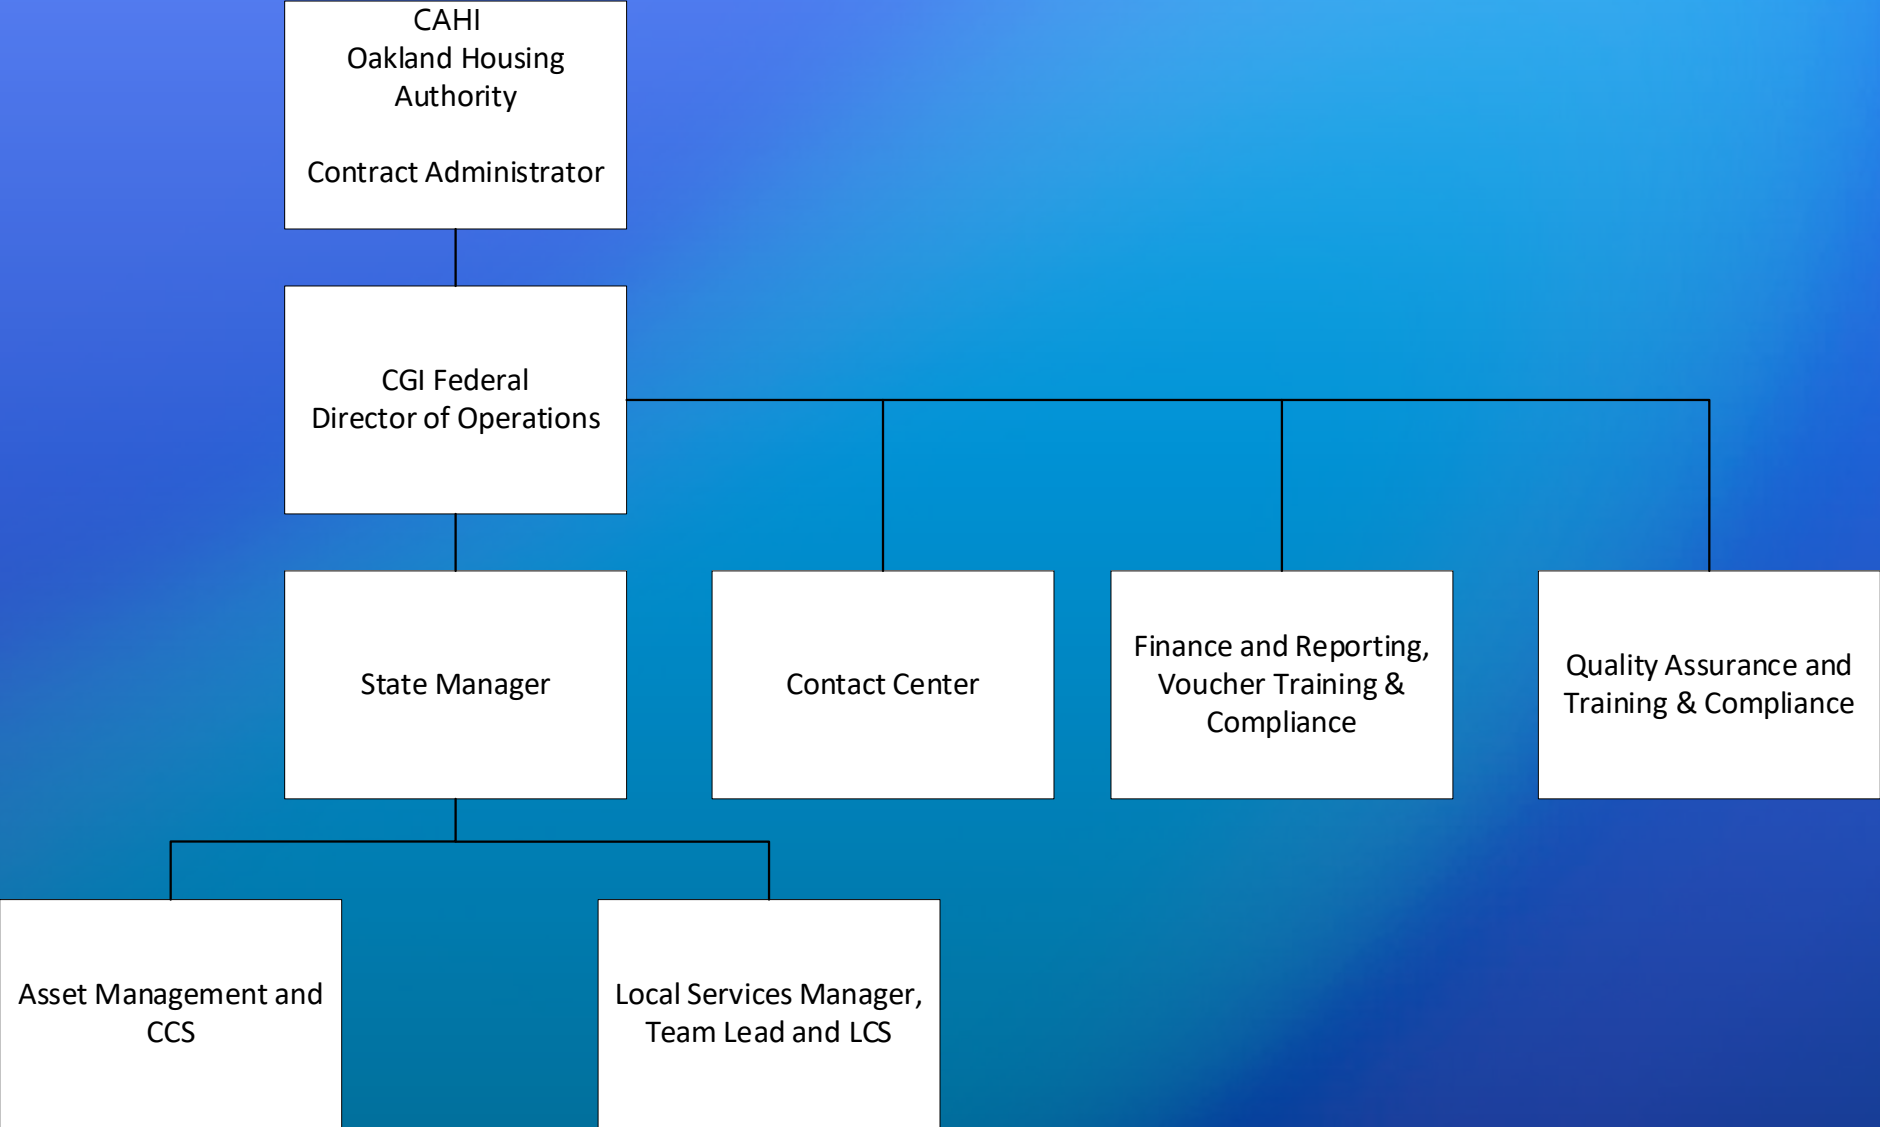 CAHI
Oakland Housing
Authority
Contract Administrator
CGI Federal
Director of Operations
State Manager
Contact Center
Finance and Reporting,
Voucher Training &
Compliance
Quality Assurance and
Training & Compliance
Asset Management and
CCS
Local Services Manager,
Team Lead and LCS